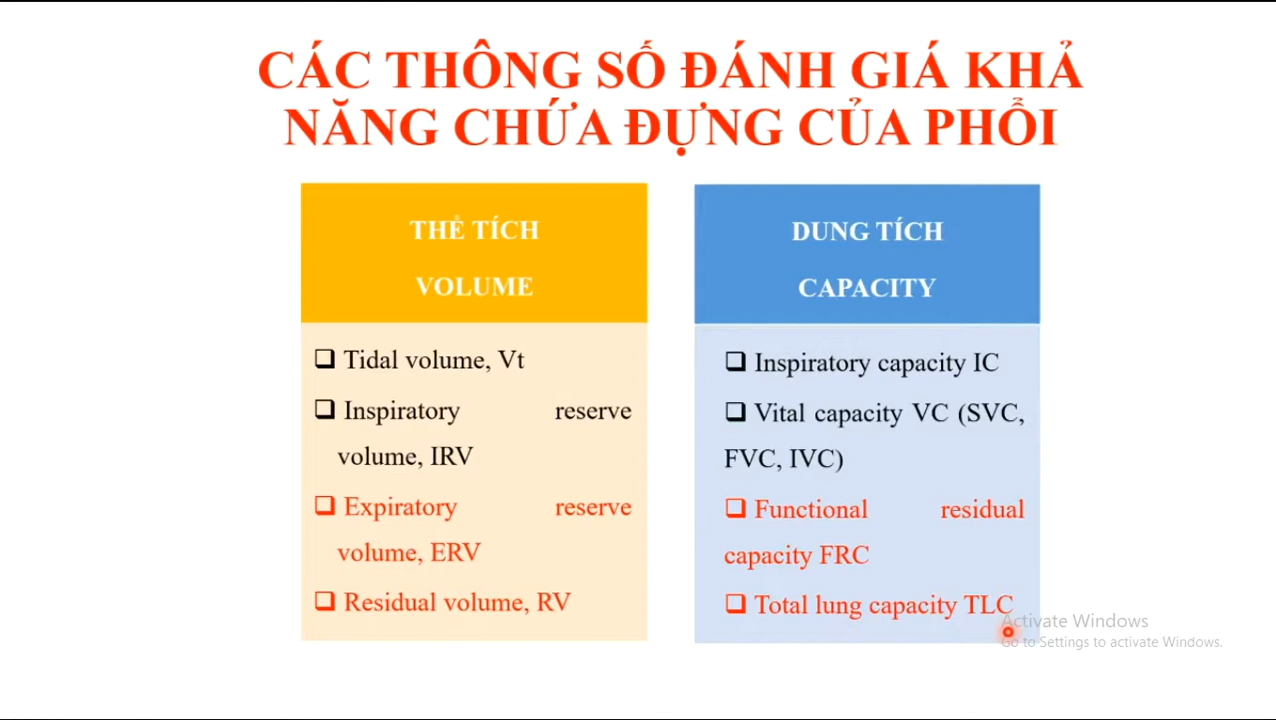 CÁC THÔNG SỐ ĐÁNH GIÁ KHẢ
NĂNG CHỨA ĐỰNG CỦA PHỔI
THỂ TÍCH
VOLUME
❑ Tidal volume, Vt
❑ Inspiratory reserve
volume, IRV
❑ Expiratory reserve
volume, ERV
❑ Residual volume, RV
DUNG TÍCH
CAPACITY
❑ Inspiratory capacity IC
❑ Vital capacity VC (SVC,
FVC, IVC)
❑ Functional residual
capacity FRC
❑ Total lung capacity TLC
Activate Windows
Go to Settings to activate Windows.